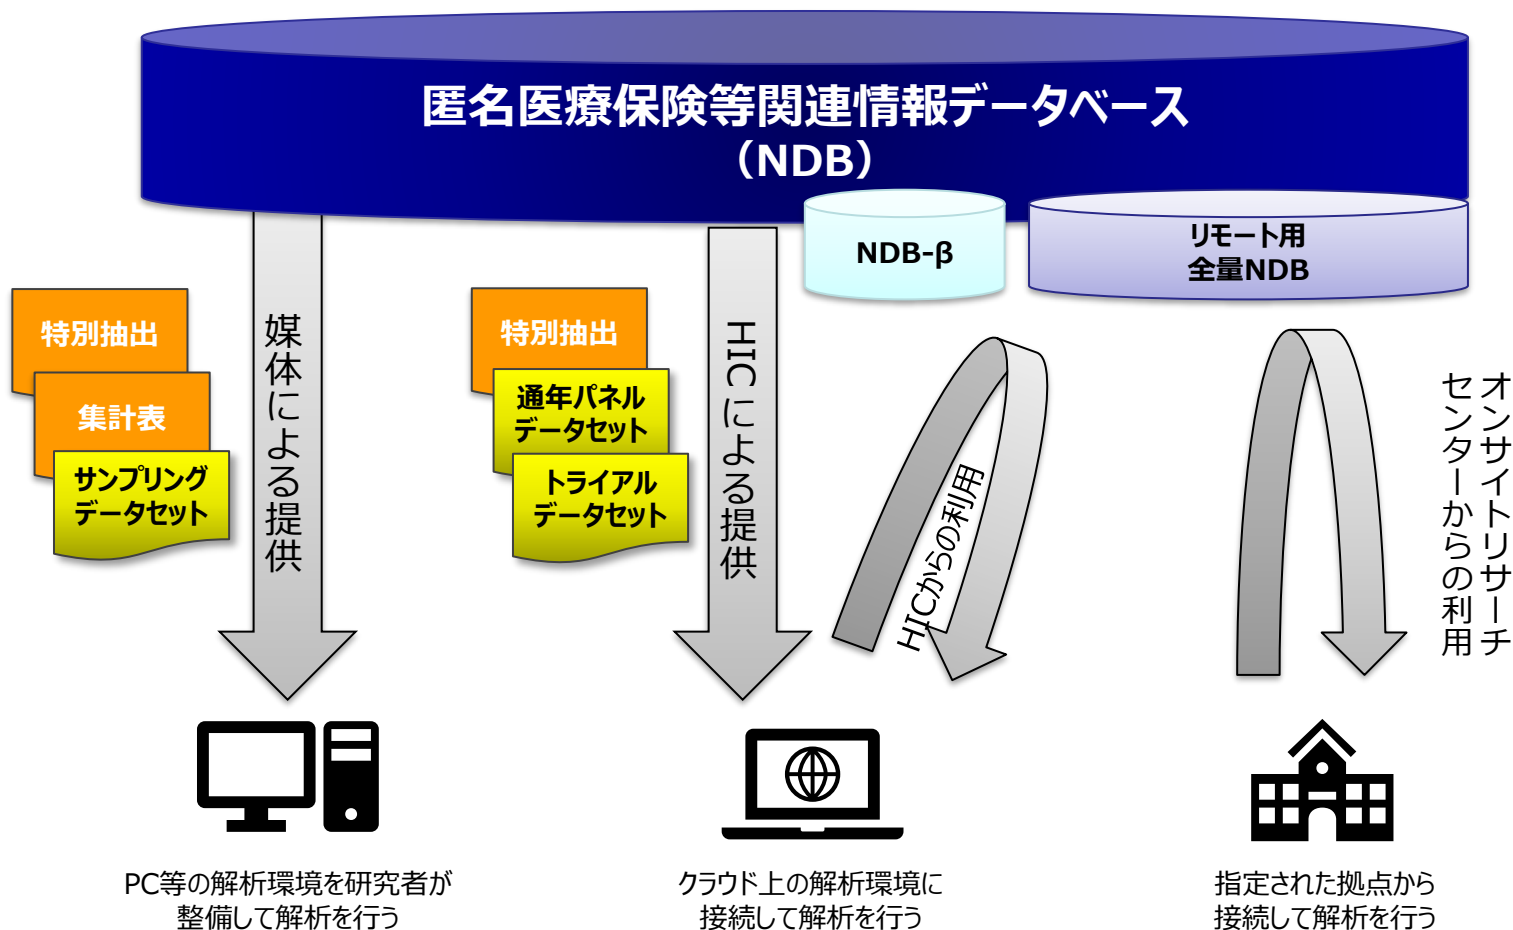 匿名医療保険等関連情報データベース
（NDB）
NDB-β
リモート用
全量NDB
特別抽出
集計表
サンプリング
データセット
媒体による提供
特別抽出
通年パネル
データセット
トライアル
データセット
HICによる提供
HICからの利用
オンサイトリサーチ
センターからの利用
PC等の解析環境を研究者が
整備して解析を行う
クラウド上の解析環境に
接続して解析を行う
指定された拠点から
接続して解析を行う